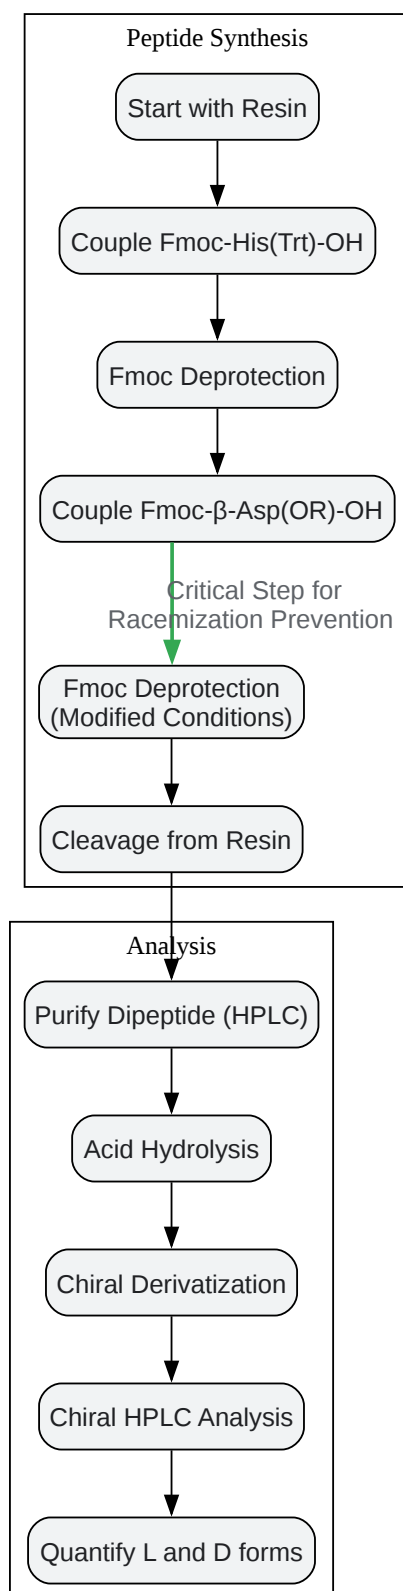 Peptide Synthesis
Start with Resin
Couple Fmoc-His(Trt)-OH
Fmoc Deprotection
Couple Fmoc-β-Asp(OR)-OH
Critical Step for
Racemization Prevention
Fmoc Deprotection
(Modified Conditions)
Cleavage from Resin
Analysis
Purify Dipeptide (HPLC)
Acid Hydrolysis
Chiral Derivatization
Chiral HPLC Analysis
Quantify L and D forms